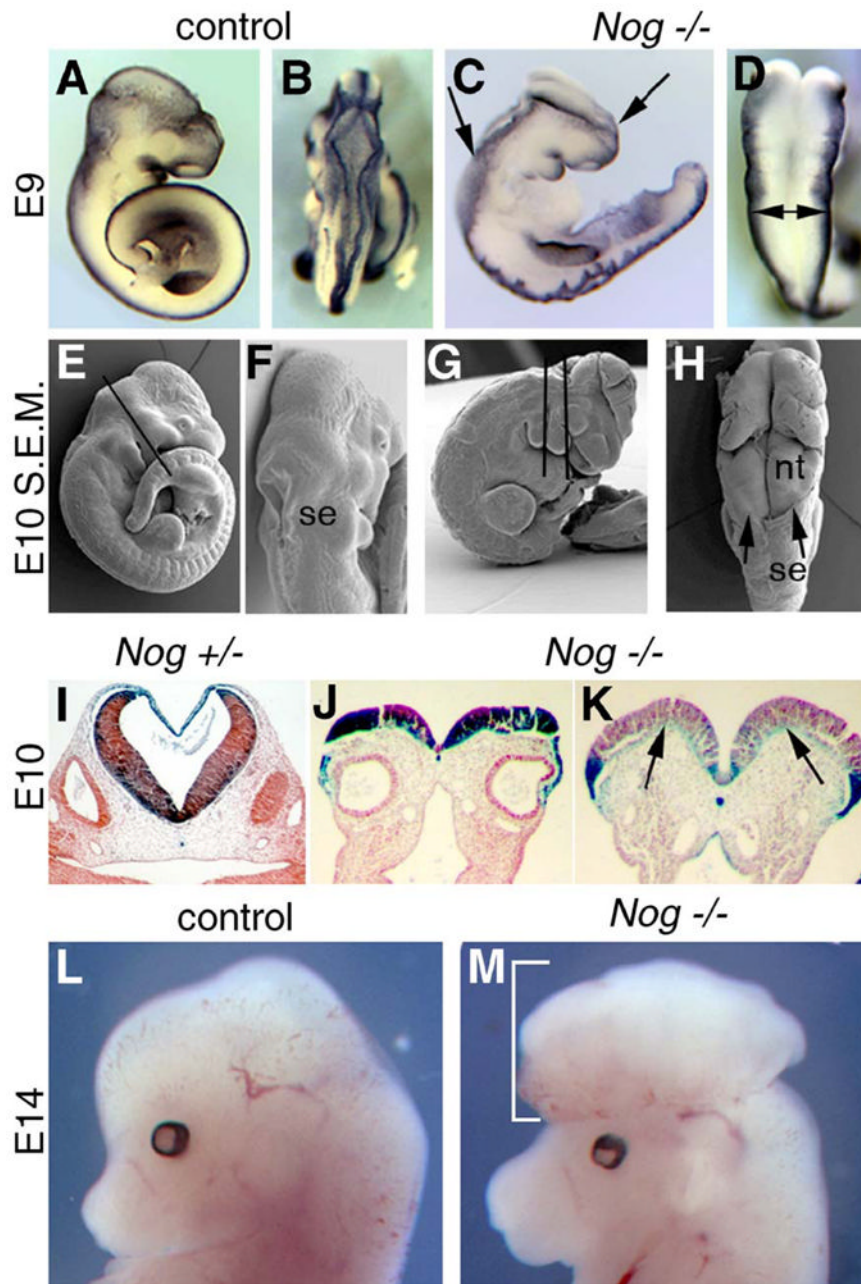 control Nog -/-
A B C D
E9
E F G H
se nt
se
E10 S.E.M.
Nog +/- Nog -/-
I J K
E10
control Nog -/-
L M
E14